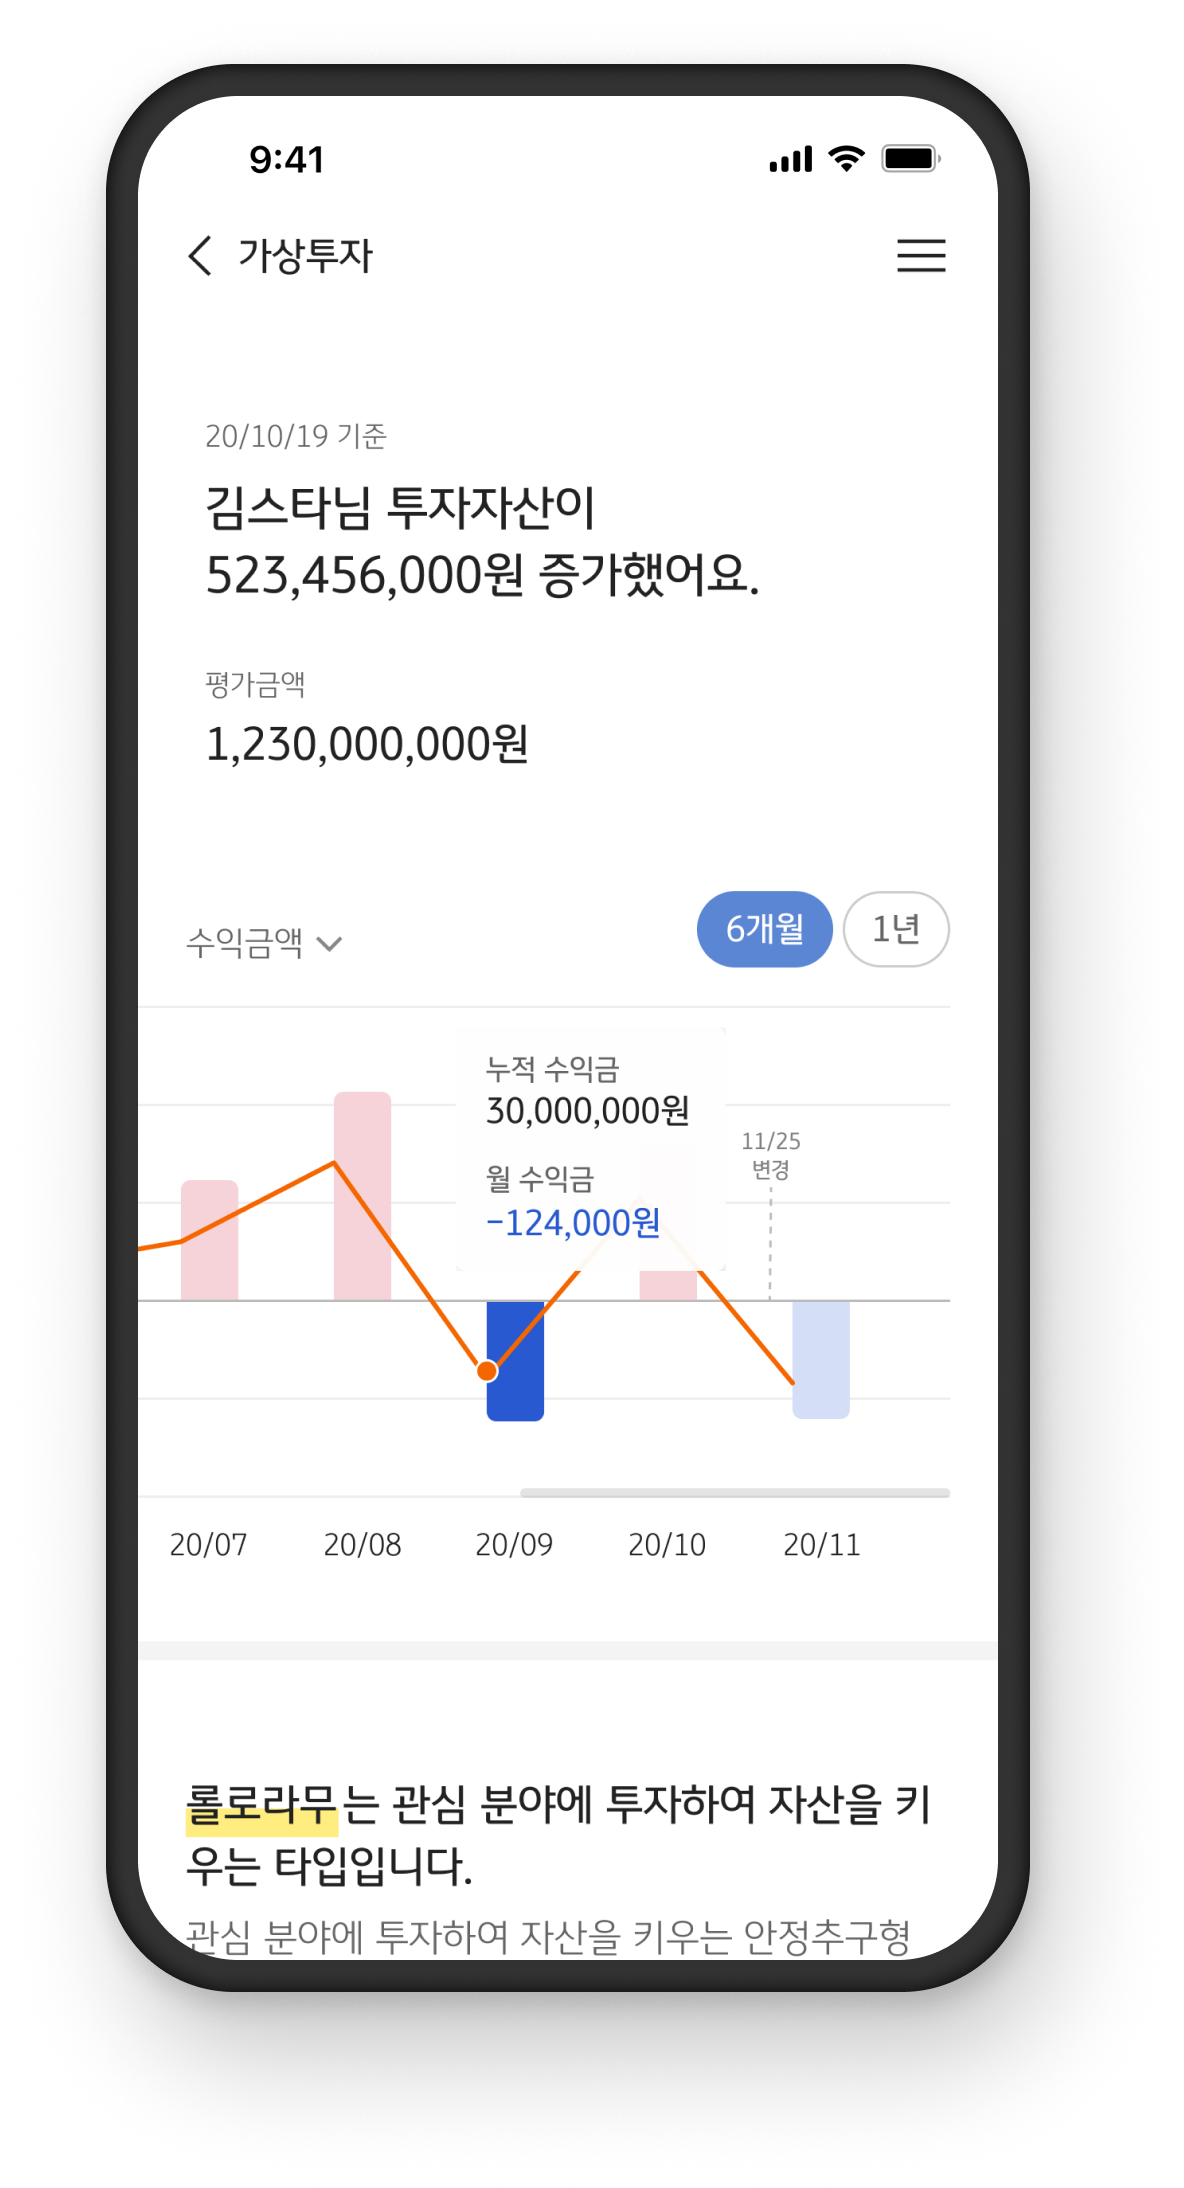 9:41
가상투자
20/10/19 기준
김스타님 투자자산이
523,456,000원 증가했어요.
평가금액
1,230,000,000원
수익금액
6개월
1년
누적 수익금
30,000,000원
월 수익금
-124,000원
11/25
변경
20/07
20/08
20/09
20/10
20/11
롤로라무는 관심 분야에 투자하여 자산을 키
우는 타입입니다.
관심 분야에 투자하여 자산을 키우는 안정추구형